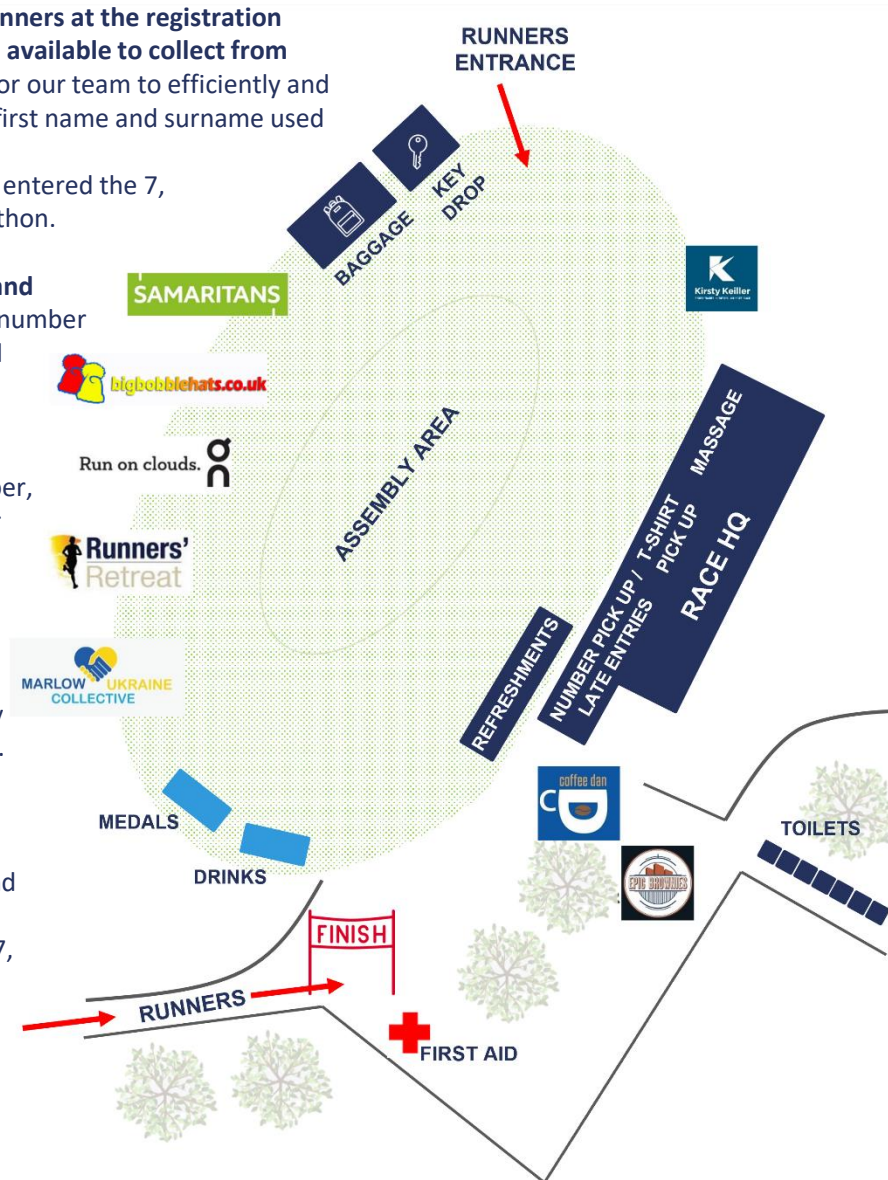 nners at the registration
available to collect from
or our team to efficiently and
first name and surname used
entered the 7,
thon.
and
number
per,
7,
RUNNERS
ENTRANCE
KEY
DROP
BAGGAGE
SAMARITANS
K
Kirsty Keiller
bigbobblehats.co.uk
Run on clouds.
on
Runners'
Retreat
MARLOW UKRAINE
COLLECTIVE
ASSEMBLY AREA
MASSAGE
T-SHIRT
PICK UP
NUMBER PICK UP /
LATE ENTRIES
RACE HQ
REFRESHMENTS
coffee dan
EPIC BROWNIES
TOILETS
MEDALS
DRINKS
FINISH
RUNNERS
FIRST AID